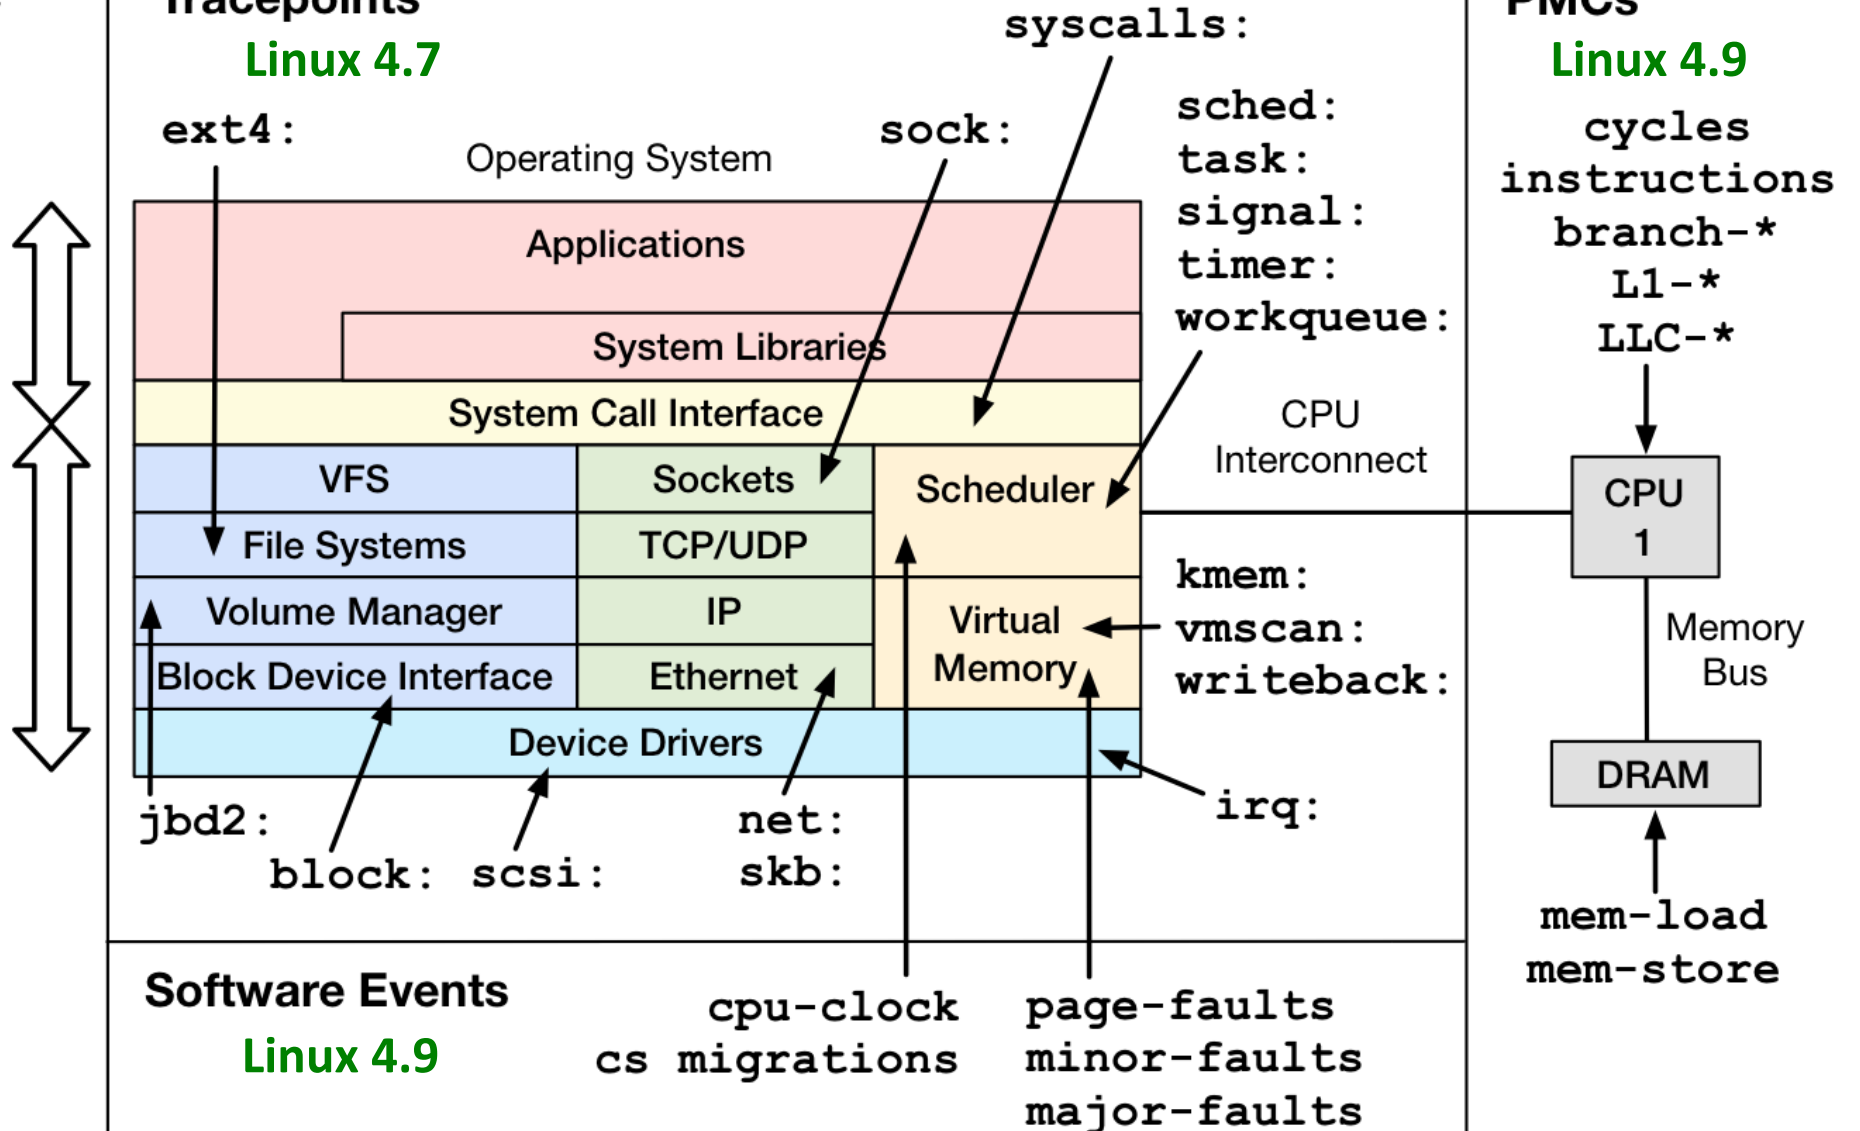 Tracepoints
Linux 4.7
syscalls:
PMCs
Linux 4.9
ext4:
Operating System
sock:
sched:
task:
signal:
timer:
workqueue:
cycles
instructions
branch-*
L1-*
LLC-*
Applications
System Libraries
System Call Interface
VFS
Sockets
Scheduler
File Systems
TCP/UDP
Volume Manager
IP
Virtual
Memory
Block Device Interface
Ethernet
Device Drivers
CPU
Interconnect
CPU
1
kmem:
vmscan:
writeback:
Memory
Bus
DRAM
irq:
jbd2:
block:
scsi:
net:
skb:
mem-load
mem-store
Software Events
Linux 4.9
cpu-clock
cs migrations
page-faults
minor-faults
major-faults